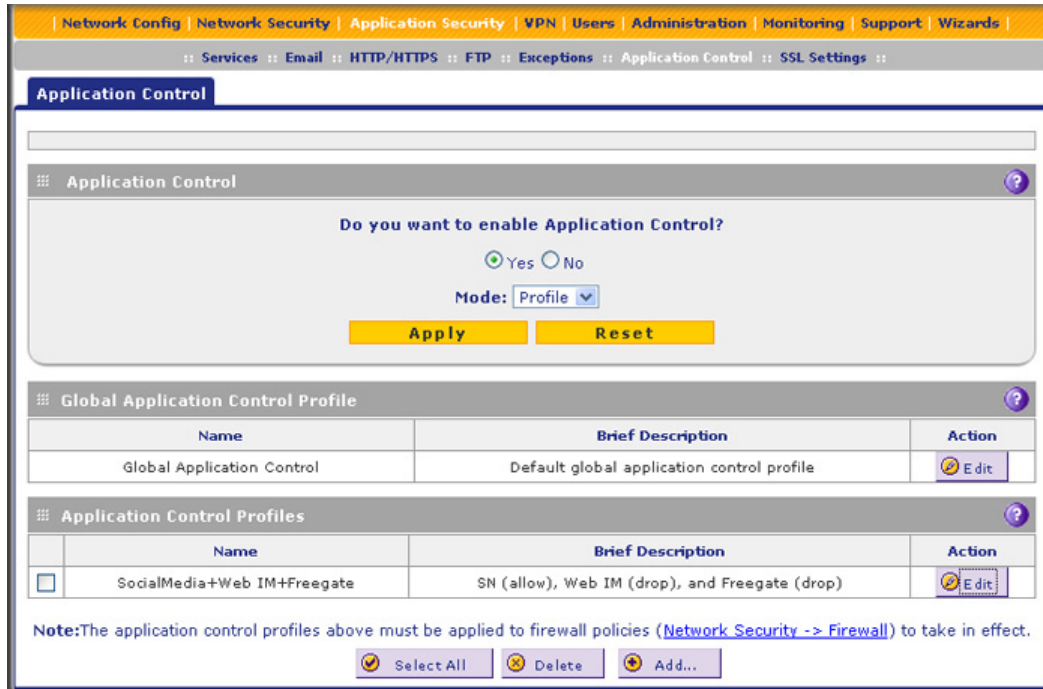 | Network Config | Network Security | Application Security | VPN | Users | Administration | Monitoring | Support | Wizards |
:: Services :: Email :: HTTP/HTTPS :: FTP :: Exceptions :: Application Control :: SSL Settings ::
Application Control
Application Control
?
Do you want to enable Application Control?
Yes No
Mode: Profile
Apply Reset
Global Application Control Profile
?
Name Brief Description Action
Global Application Control Default global application control profile Edit
Application Control Profiles
?
Name Brief Description Action
SocialMedia+Web IM+Freegate SN (allow), Web IM (drop), and Freegate (drop) Edit
Note:The application control profiles above must be applied to firewall policies (Network Security -> Firewall) to take in effect.
Select All Delete Add...